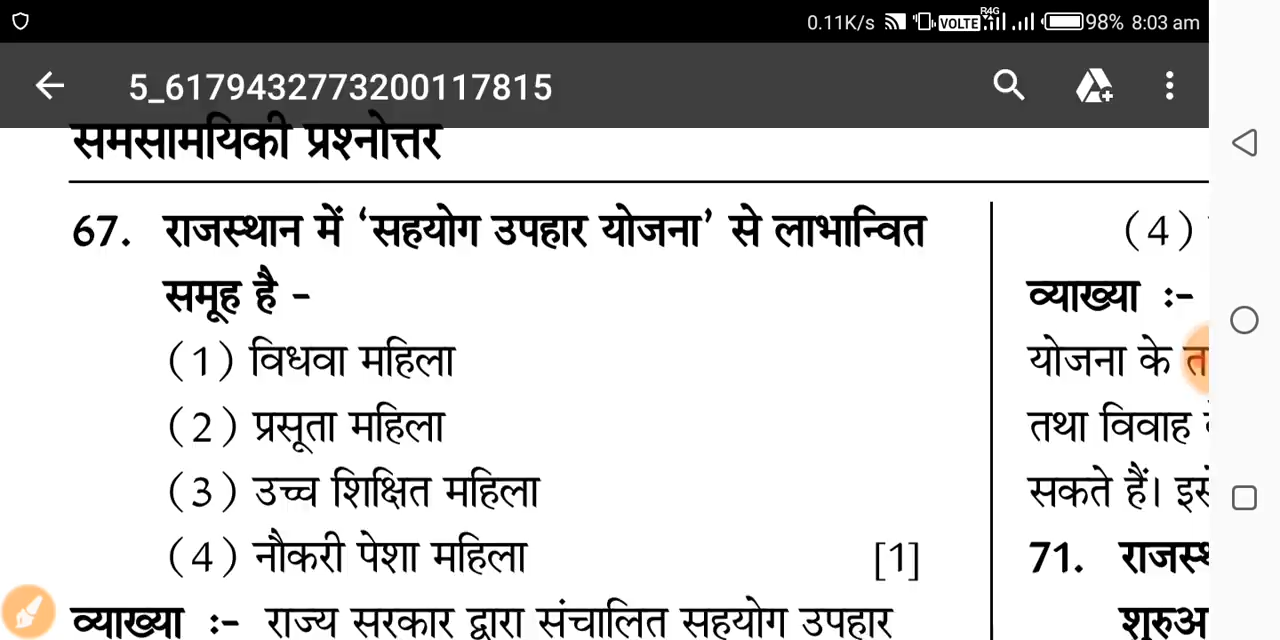 0.11K/s VOLTE R4G 98% 8:03 am
5_6179432773200117815
समसामयिकी प्रश्नोत्तर
67. राजस्थान में ‘सहयोग उपहार योजना’ से लाभान्वित
समूह है -
(1) विधवा महिला
(2) प्रसूता महिला
(3) उच्च शिक्षित महिला
(4) नौकरी पेशा महिला [1]
व्याख्या :- राज्य सरकार द्वारा संचालित सहयोग उपहार
(4)
व्याख्या :-
योजना के
तथा विवाह
सकते हैं।
71.